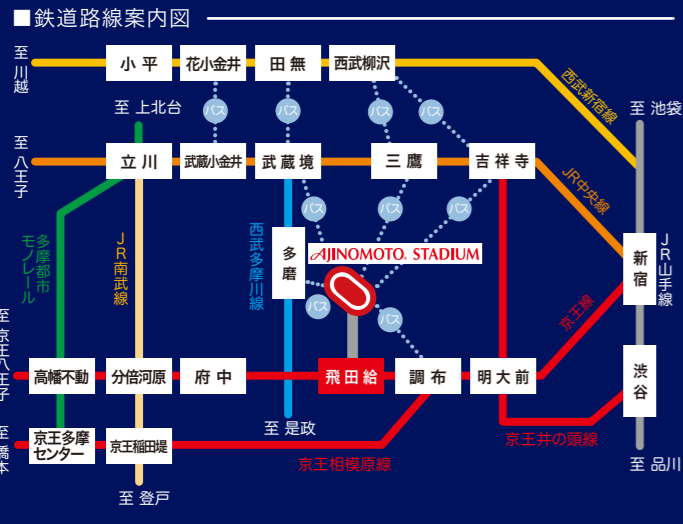 ■鉄道路線案内図
至 川越
小平
花小金井
田無
西武柳沢
西武新宿線
至 池袋
至 上北台
バス
バス
バス
バス
至 八王子
立川
武蔵小金井
武蔵境
三鷹
吉祥寺
JR中央線
バス
バス
バス
多摩都市
モノレール
JR南武線
西武多摩川線
多磨
AJINOMOTO STADIUM
新宿
JR山手線
バス
バス
京王線
至 京王八王子
高幡不動
分倍河原
府中
飛田給
調布
明大前
渋谷
至 橋本
京王多摩
センター
京王稲田堤
至 是政
京王相模原線
京王井の頭線
至 品川
至 登戸